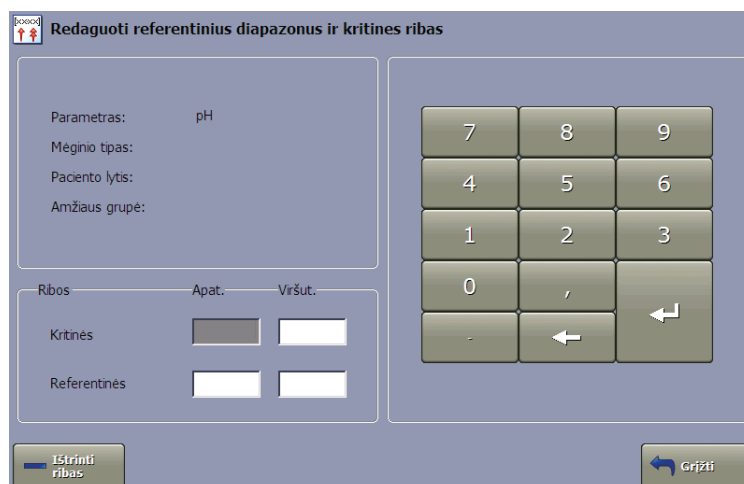 [xxxx]
Redaguoti referentinius diapazonus ir kritines ribas
Parametras: pH
Mėginio tipas:
Paciento lytis:
Amžiaus grupė:
Ribos Apat. Viršut.
Kritinės
Referentinės
7 8 9
4 5 6
1 2 3
0 ,
-
Ištrinti
ribas
Grįžti